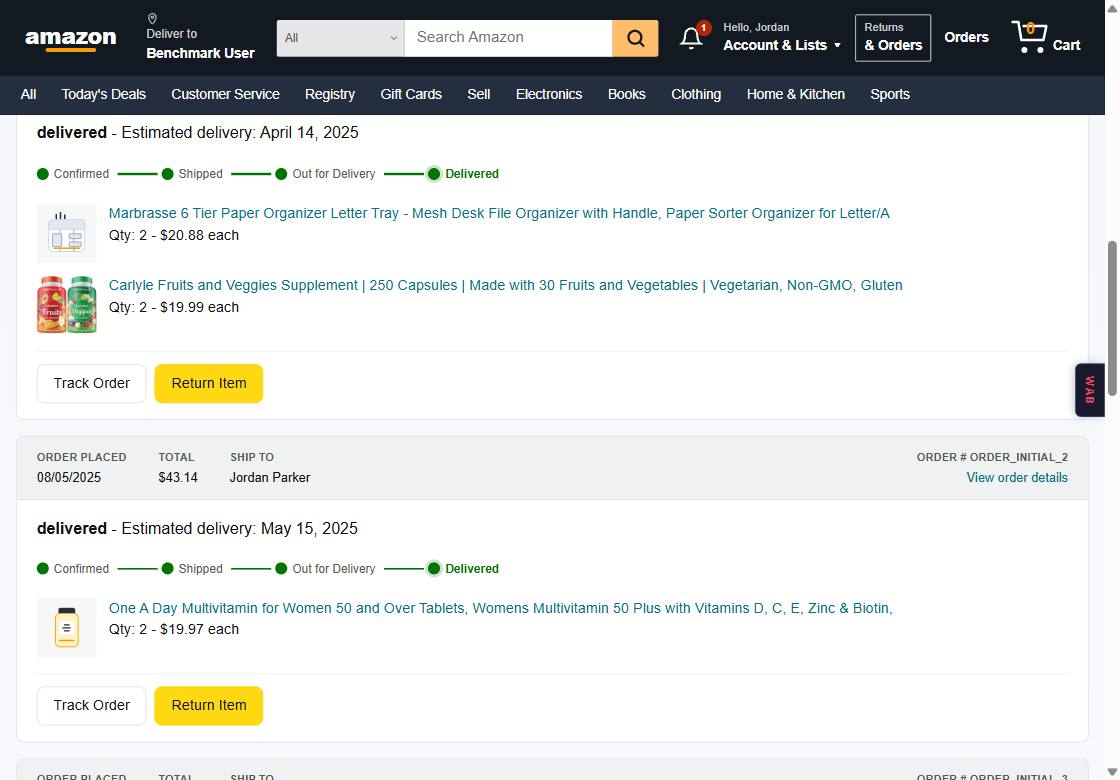 amazon
Deliver to
Benchmark User
All
Search Amazon
1
Hello, Jordan
Account & Lists
Returns
& Orders
Orders
0
Cart
All
Today's Deals
Customer Service
Registry
Gift Cards
Sell
Electronics
Books
Clothing
Home & Kitchen
Sports
delivered - Estimated delivery: April 14, 2025
Confirmed
Shipped
Out for Delivery
Delivered
Marbrasse 6 Tier Paper Organizer Letter Tray - Mesh Desk File Organizer with Handle, Paper Sorter Organizer for Letter/A
Qty: 2 - $20.88 each
Fruits
Veggies
Carlyle Fruits and Veggies Supplement | 250 Capsules | Made with 30 Fruits and Vegetables | Vegetarian, Non-GMO, Gluten
Qty: 2 - $19.99 each
Track Order
Return Item
WAB
ORDER PLACED
TOTAL
SHIP TO
ORDER # ORDER_INITIAL_2
08/05/2025
$43.14
Jordan Parker
View order details
delivered - Estimated delivery: May 15, 2025
Confirmed
Shipped
Out for Delivery
Delivered
One A Day Multivitamin for Women 50 and Over Tablets, Womens Multivitamin 50 Plus with Vitamins D, C, E, Zinc & Biotin,
Qty: 2 - $19.97 each
Track Order
Return Item
ORDER PLACED
TOTAL
SHIP TO
ORDER # ORDER_INITIAL_3